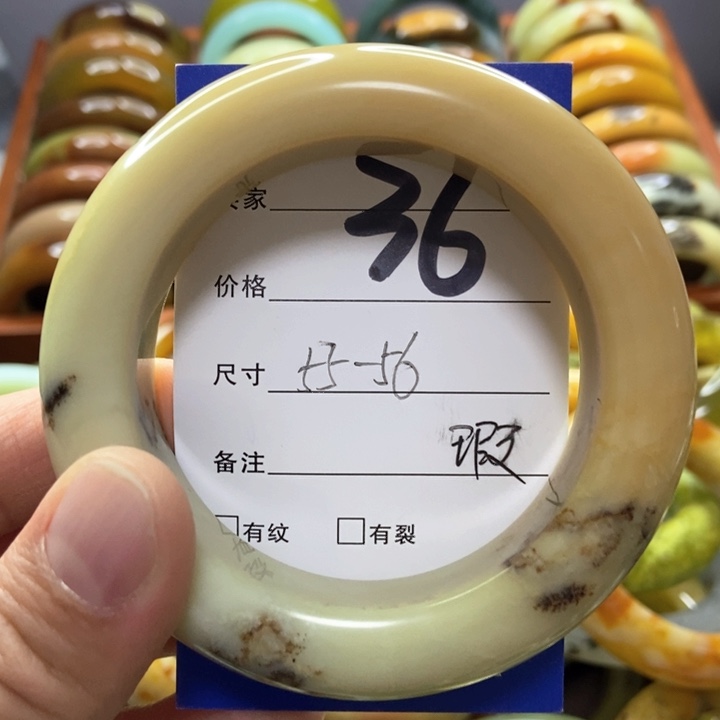 家
36
价格
尺寸 55-56
备注 瑕
□有纹 □有裂